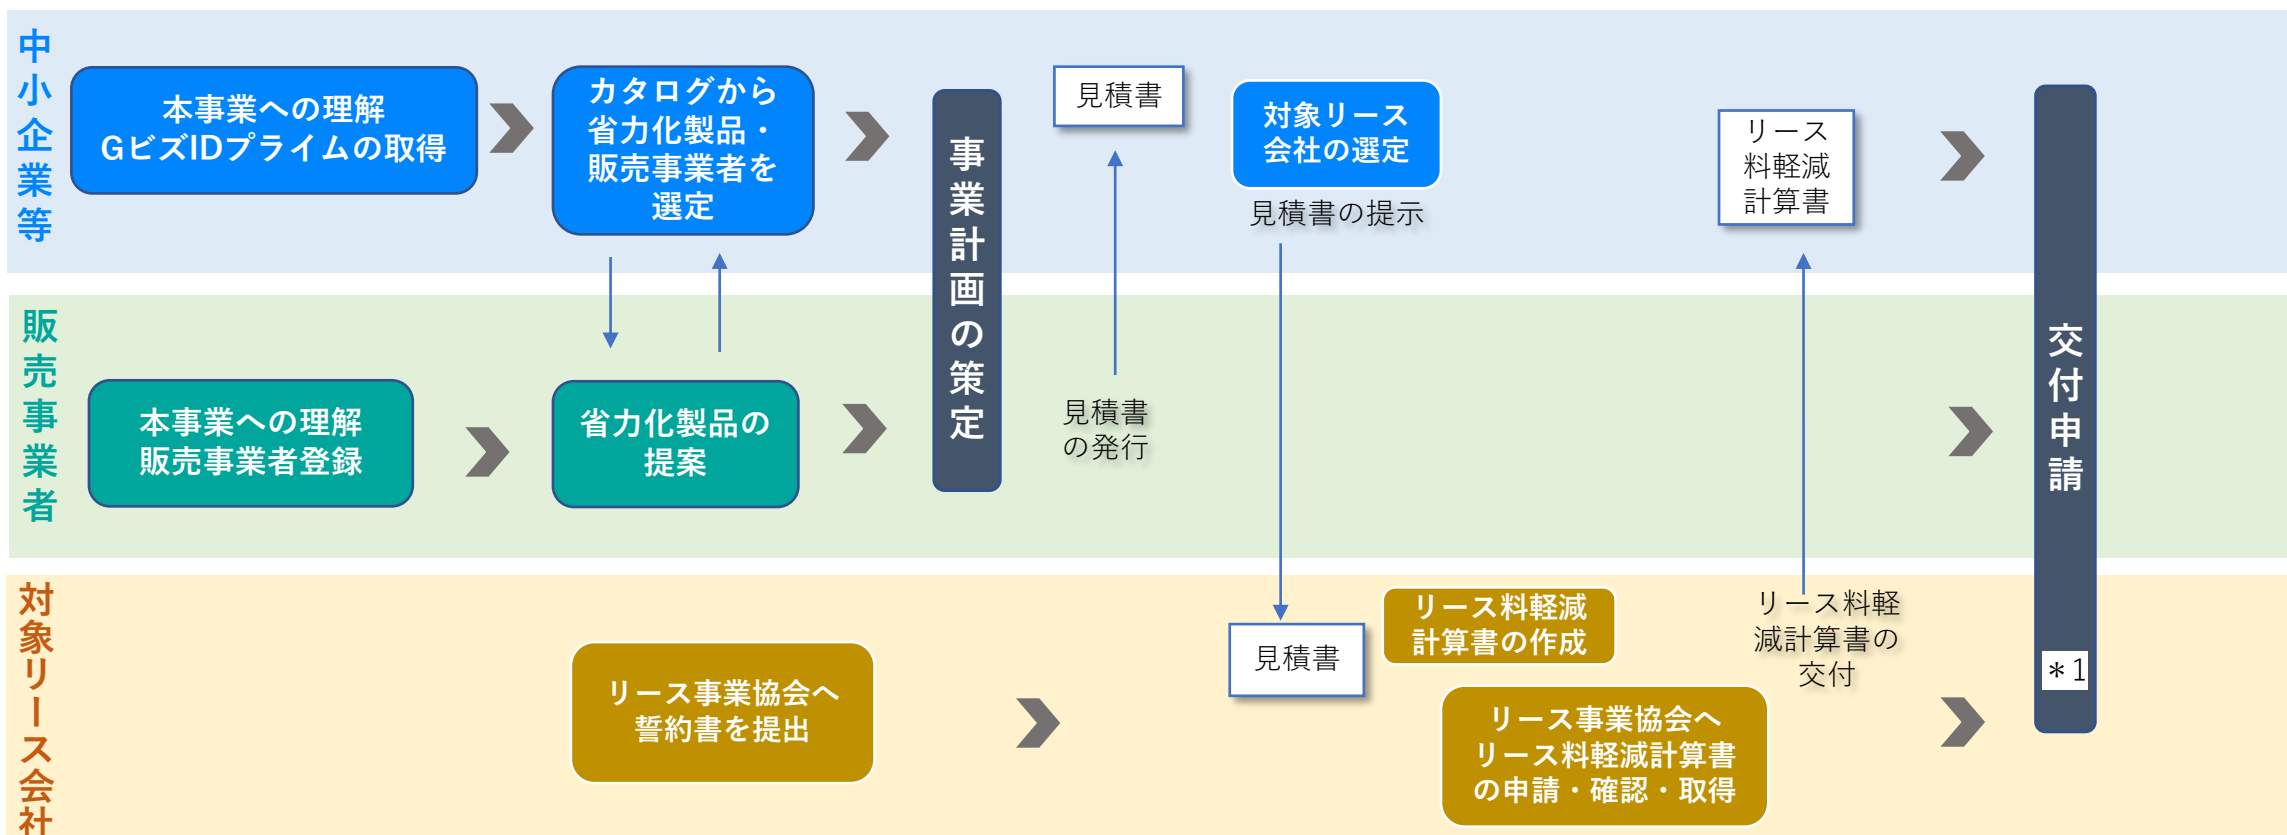 中小企業等
本事業への理解
GビズIDプライムの取得
カタログから
省力化製品・
販売事業者を
選定
事業計画の策定
見積書
対象リース
会社の選定
見積書の提示
リース
料軽減
計算書
交付申請
＊1
販売事業者
本事業への理解
販売事業者登録
省力化製品の
提案
見積書
の発行
対象リース会社
リース事業協会へ
誓約書を提出
見積書
リース料軽減
計算書の作成
リース事業協会へ
リース料軽減計算書
の申請・確認・取得
リース料軽
減計算書の
交付